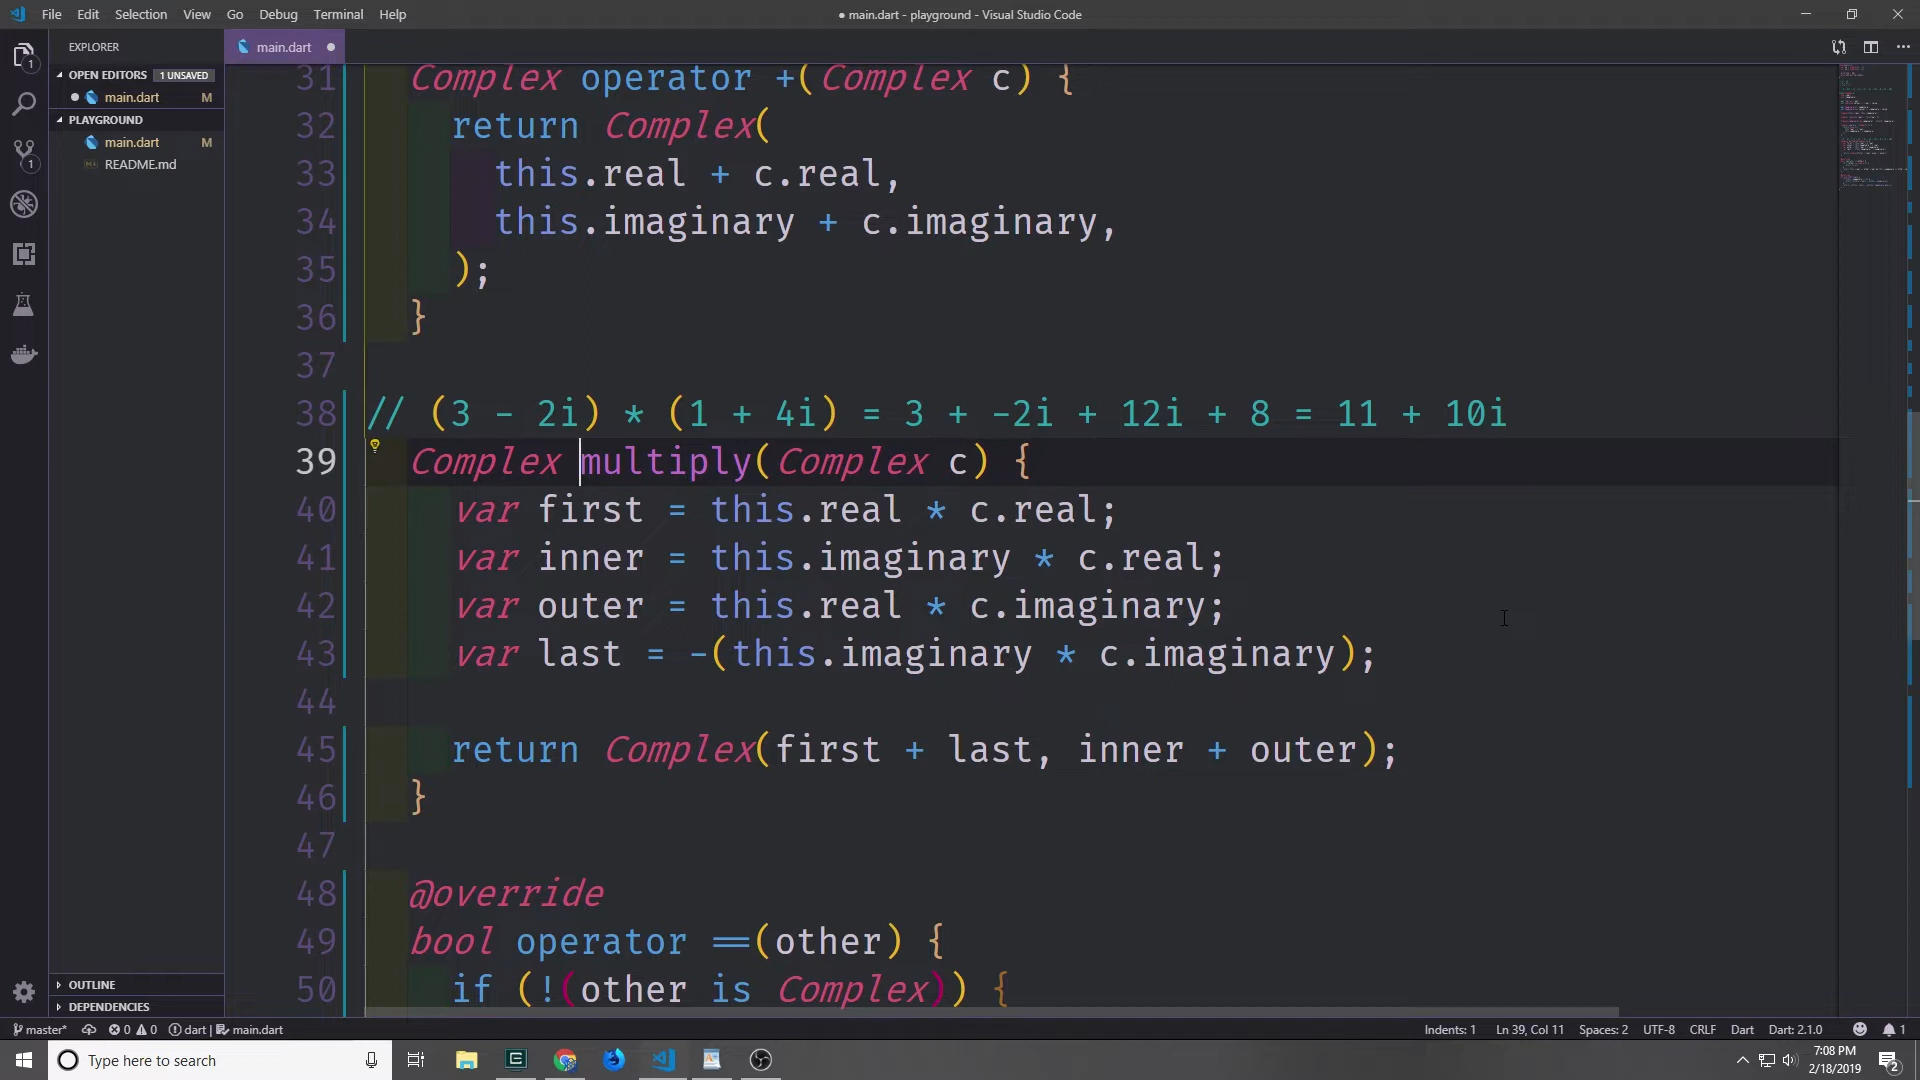 File Edit Selection View Go Debug Terminal Help
● main.dart - playground - Visual Studio Code
EXPLORER
main.dart ●
OPEN EDITORS 1 UNSAVED
● main.dart M
PLAYGROUND
main.dart M
README.md
1
1
31 Complex operator +(Complex c) {
32 return Complex(
33 this.real + c.real,
34 this.imaginary + c.imaginary,
35 );
36 }
37
38 // (3 - 2i) * (1 + 4i) = 3 + -2i + 12i + 8 = 11 + 10i
39 Complex multiply(Complex c) {
40 var first = this.real * c.real;
41 var inner = this.imaginary * c.real;
42 var outer = this.real * c.imaginary;
43 var last = -(this.imaginary * c.imaginary);
44
45 return Complex(first + last, inner + outer);
46 }
47
48 @override
49 bool operator ==(other) {
50 if (!(other is Complex)) {
OUTLINE
DEPENDENCIES
master* 0 0 dart | main.dart
Indents: 1 Ln 39, Col 11 Spaces: 2 UTF-8 CRLF Dart Dart: 2.1.0 1
Type here to search
7:08 PM
2/18/2019
2